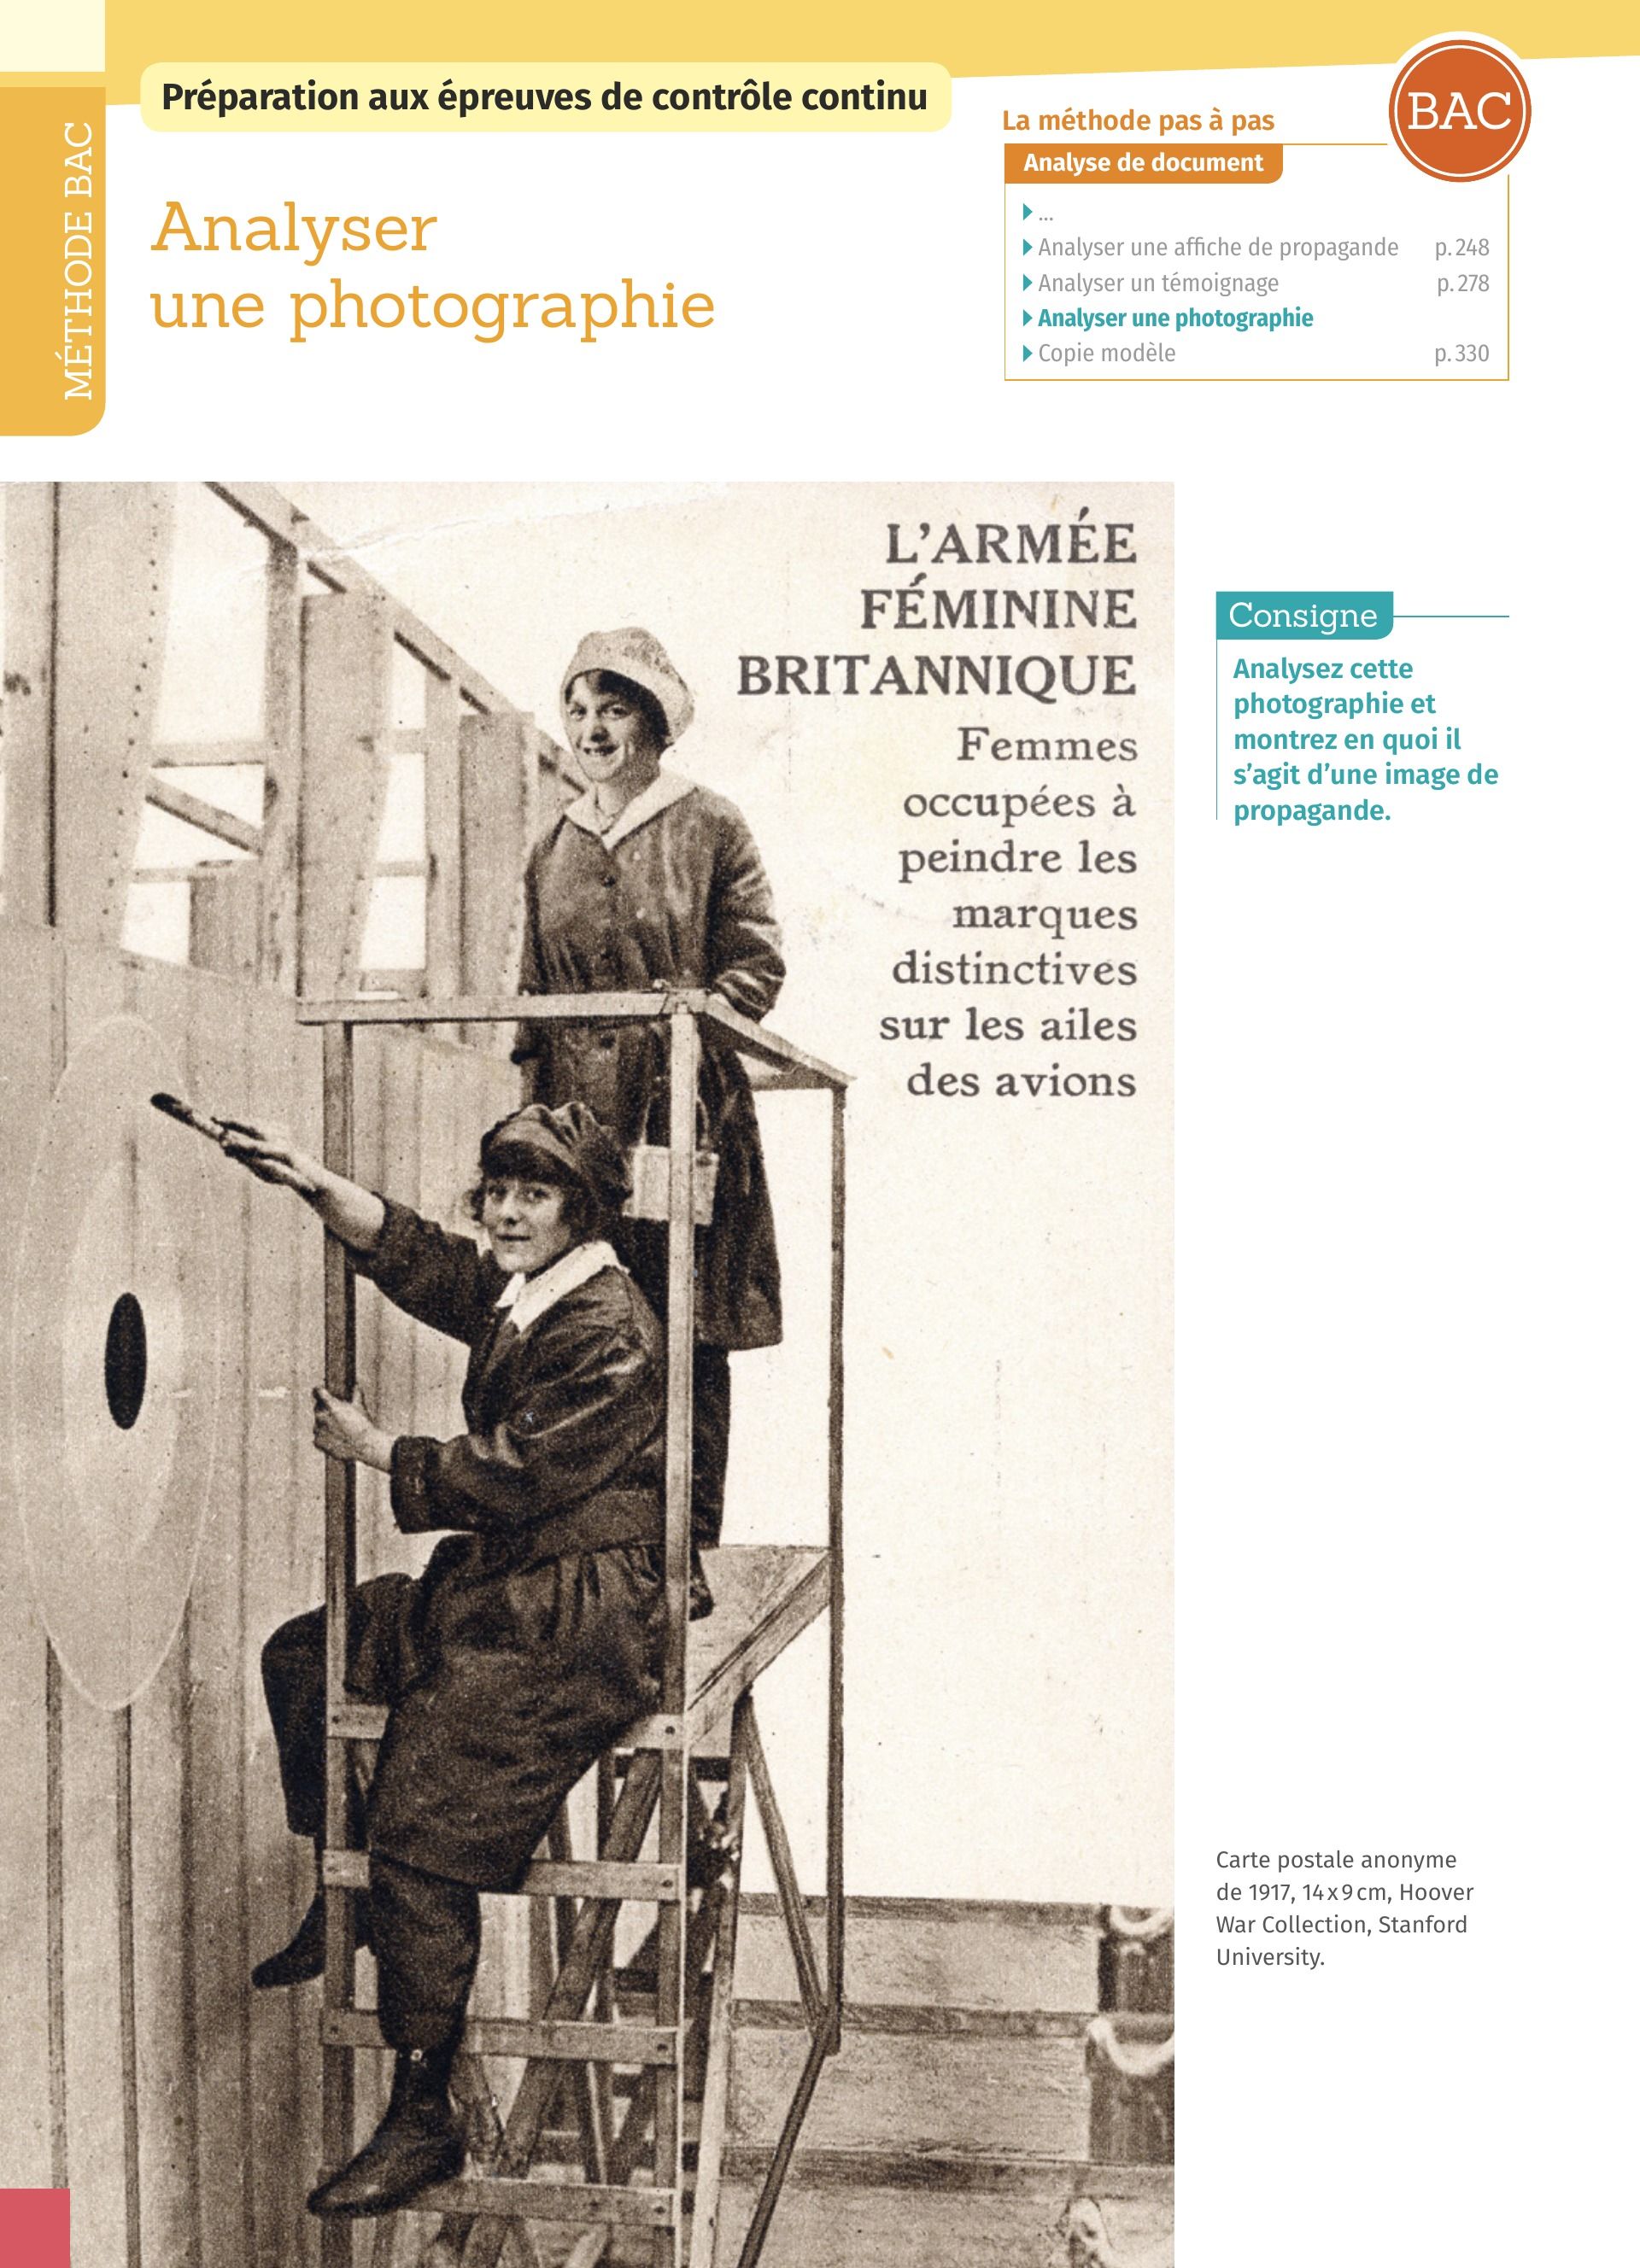 MÉTHODE BAC
Préparation aux épreuves de contrôle continu
Analyser
une photographie
BAC
La méthode pas à pas
Analyse de document
...
Analyser une affiche de propagande p. 248
Analyser un témoignage p. 278
Analyser une photographie
Copie modèle p. 330
L'ARMÉE
FÉMININE
BRITANNIQUE
Femmes
occupées à
peindre les
marques
distinctives
sur les ailes
des avions
Consigne
Analysez cette
photographie et
montrez en quoi il
s'agit d'une image de
propagande.
Carte postale anonyme
de 1917, 14 x 9 cm, Hoover
War Collection, Stanford
University.